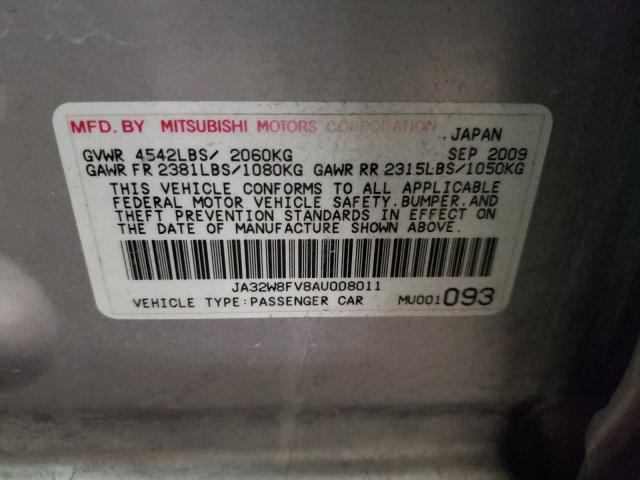 MFD. BY MITSUBISHI MOTORS CORPORATION
, JAPAN
GVWR 4542LBS/ 2060KG SEP 2009
GAWR FR 2381LBS/1080KG GAWR RR 2315LBS/1050KG
THIS VEHICLE CONFORMS TO ALL APPLICABLE
FEDERAL MOTOR VEHICLE SAFETY,BUMPER,AND
THEFT PREVENTION STANDARDS IN EFFECT ON
THE DATE OF MANUFACTURE SHOWN ABOVE.
JA32W8FV8AU008011
VEHICLE TYPE:PASSENGER CAR MU001093